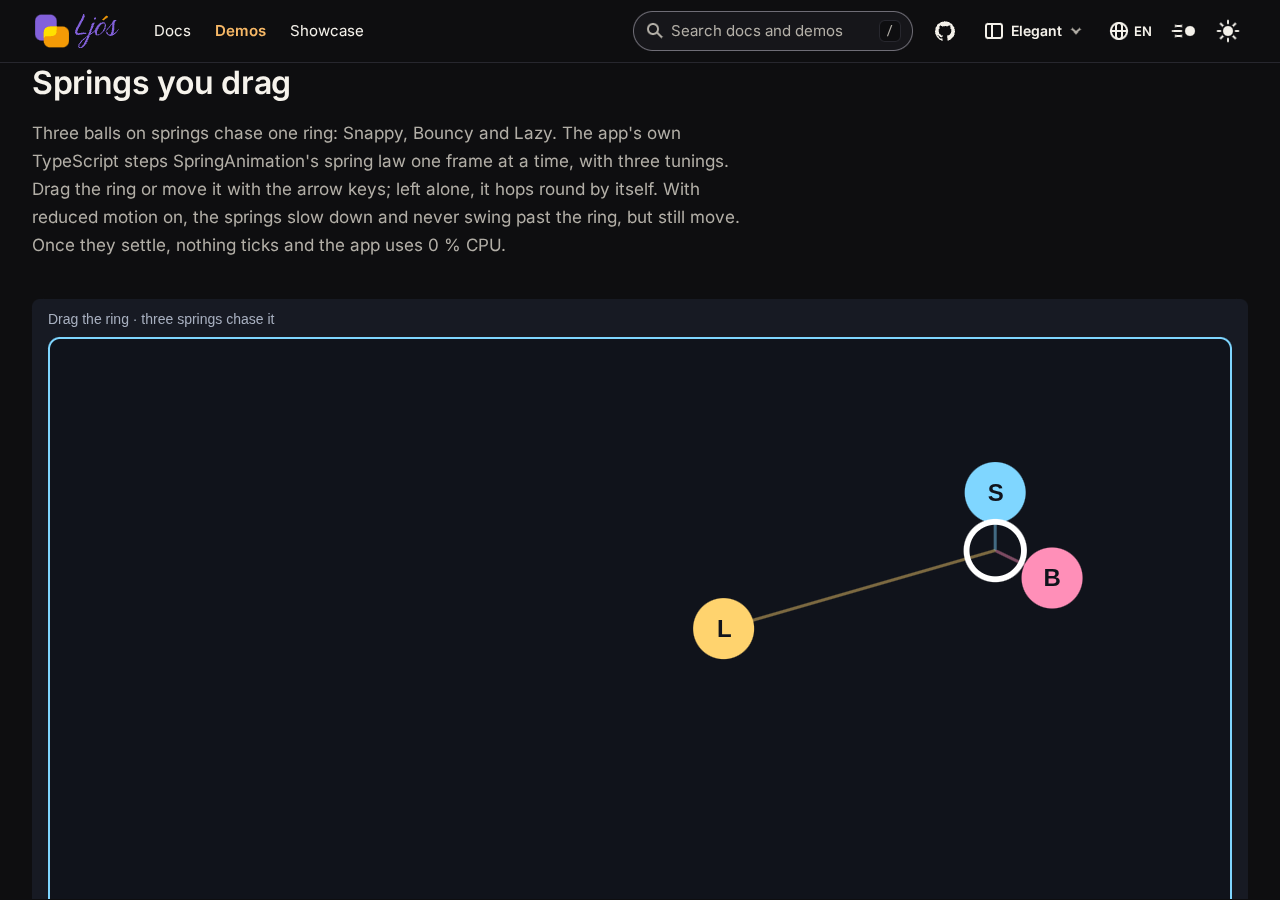 Ljós
Docs
Demos
Showcase
Search docs and demos
/
Elegant
EN
Springs you drag
Three balls on springs chase one ring: Snappy, Bouncy and Lazy. The app's own
TypeScript steps SpringAnimation's spring law one frame at a time, with three tunings.
Drag the ring or move it with the arrow keys; left alone, it hops round by itself. With
reduced motion on, the springs slow down and never swing past the ring, but still move.
Once they settle, nothing ticks and the app uses 0 % CPU.
Drag the ring · three springs chase it
S
B
L